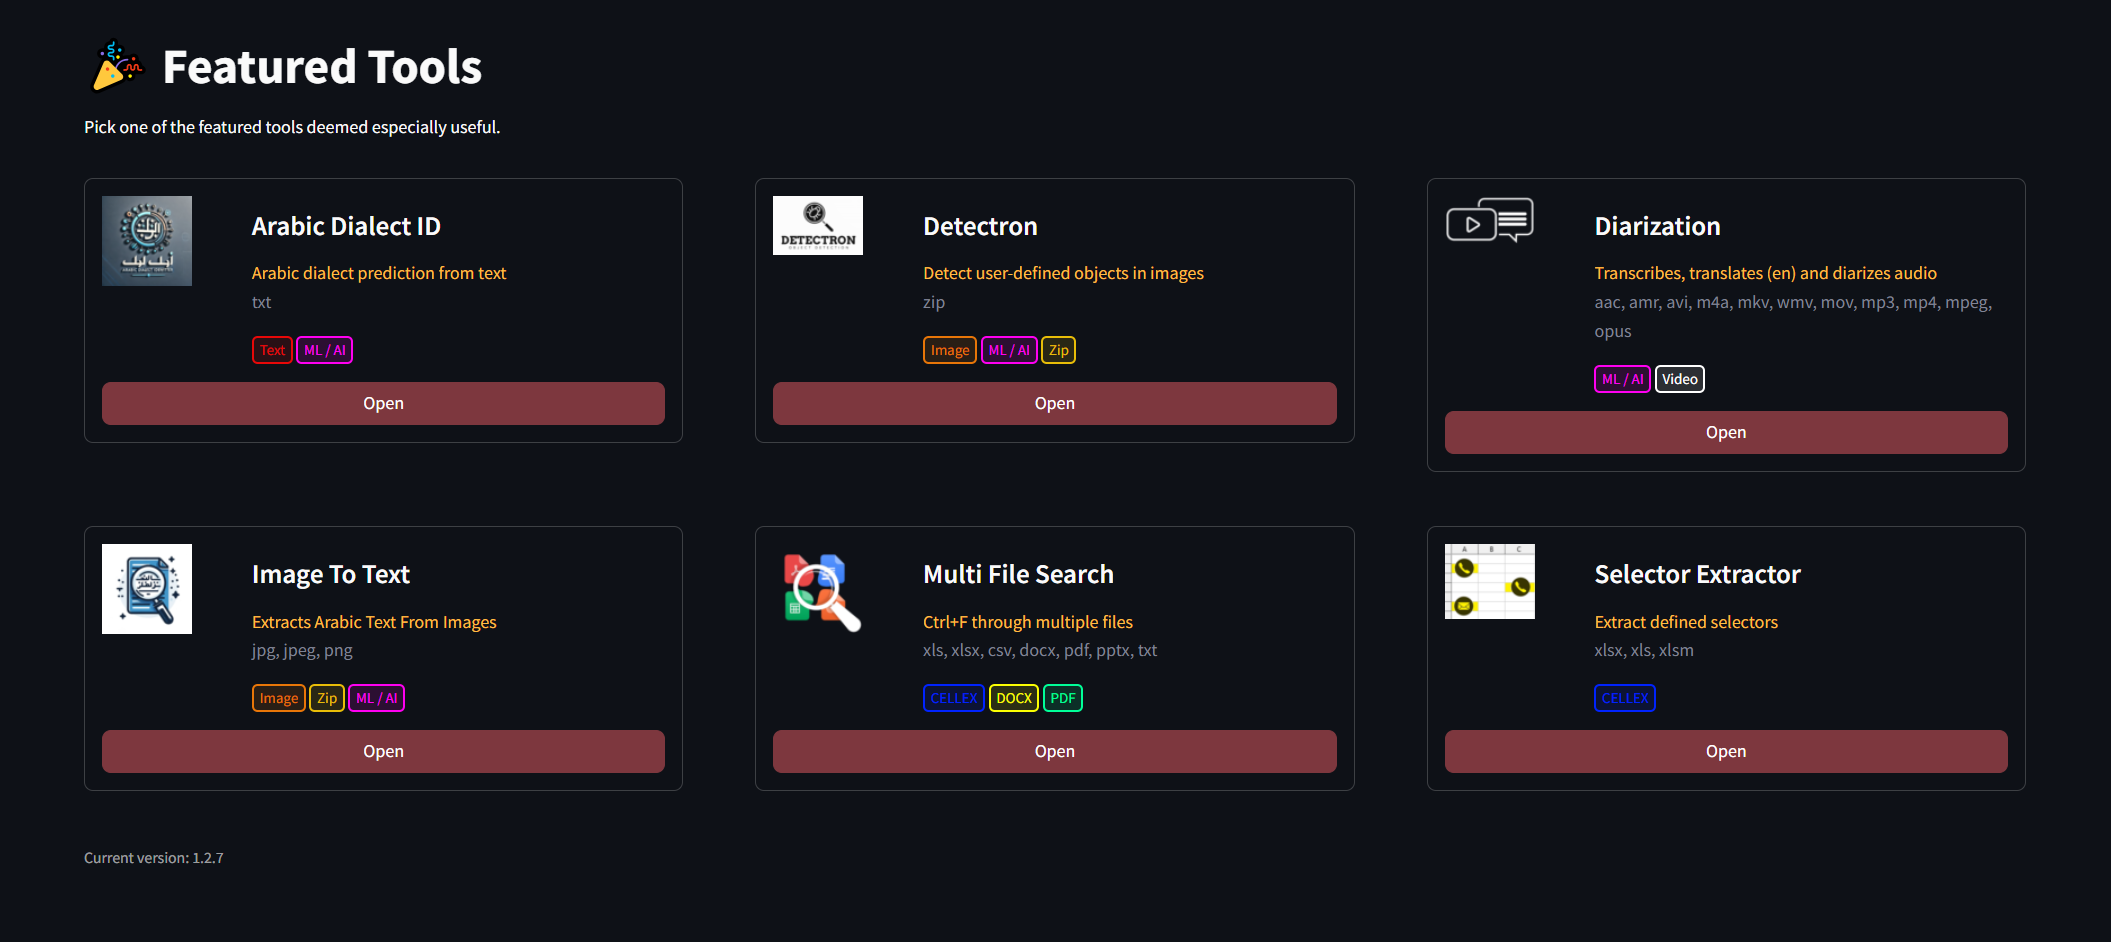 Featured Tools
Pick one of the featured tools deemed especially useful.
Arabic Dialect ID
Arabic dialect prediction from text
txt
Text
ML / AI
Open
DETECTRON
OBJECT DETECTION
Detectron
Detect user-defined objects in images
zip
Image
ML / AI
Zip
Open
Diarization
Transcribes, translates (en) and diarizes audio
aac, amr, avi, m4a, mkv, wmv, mov, mp3, mp4, mpeg,
opus
ML / AI
Video
Open
Image To Text
Extracts Arabic Text From Images
jpg, jpeg, png
Image
Zip
ML / AI
Open
Multi File Search
Ctrl+F through multiple files
xls, xlsx, csv, docx, pdf, pptx, txt
CELLEX
DOCX
PDF
Open
A B C
Selector Extractor
Extract defined selectors
xlsx, xls, xlsm
CELLEX
Open
Current version: 1.2.7